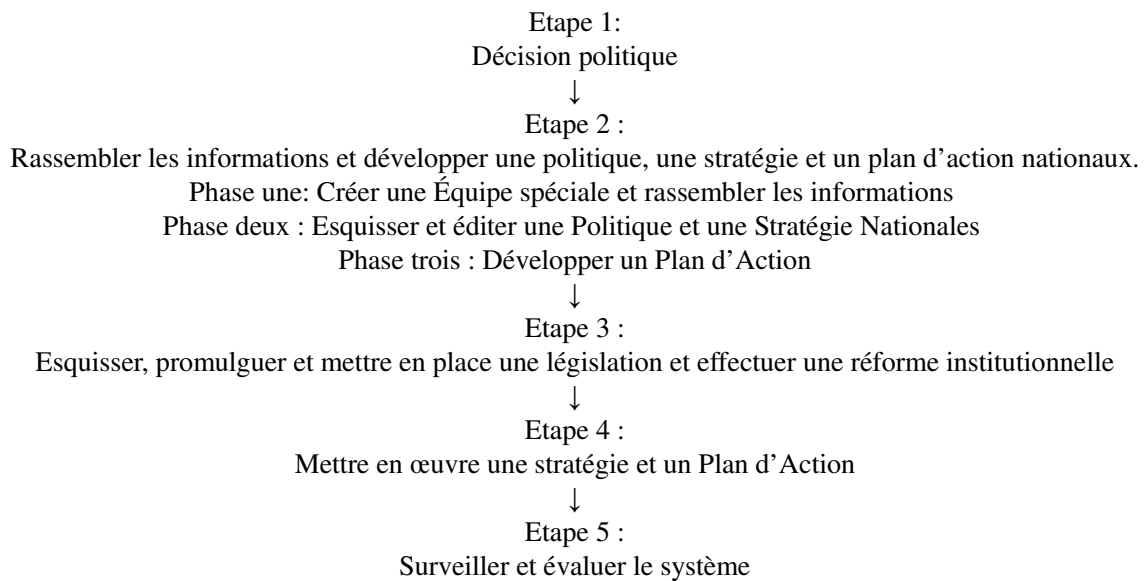 Etape 1:
Décision politique
↓
Etape 2 :
Rassembler les informations et développer une politique, une stratégie et un plan d’action nationaux.
Phase une: Créer une Équipe spéciale et rassembler les informations
Phase deux : Esquisser et éditer une Politique et une Stratégie Nationales
Phase trois : Développer un Plan d’Action
↓
Etape 3 :
Esquisser, promulguer et mettre en place une législation et effectuer une réforme institutionnelle
↓
Etape 4 :
Mettre en œuvre une stratégie et un Plan d’Action
↓
Etape 5 :
Surveiller et évaluer le système